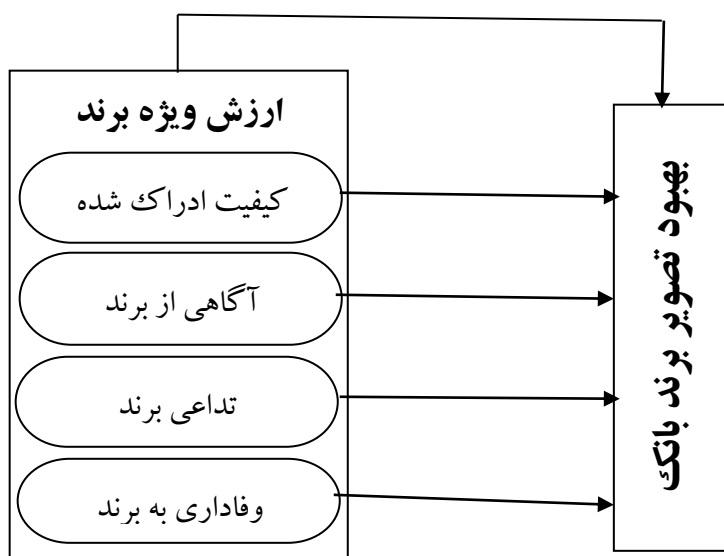 ارزش ویژه برند
کیفیت ادراک شده
آگاهی از برند
تداعی برند
وفاداری به برند
بهبود تصویر برند بانک